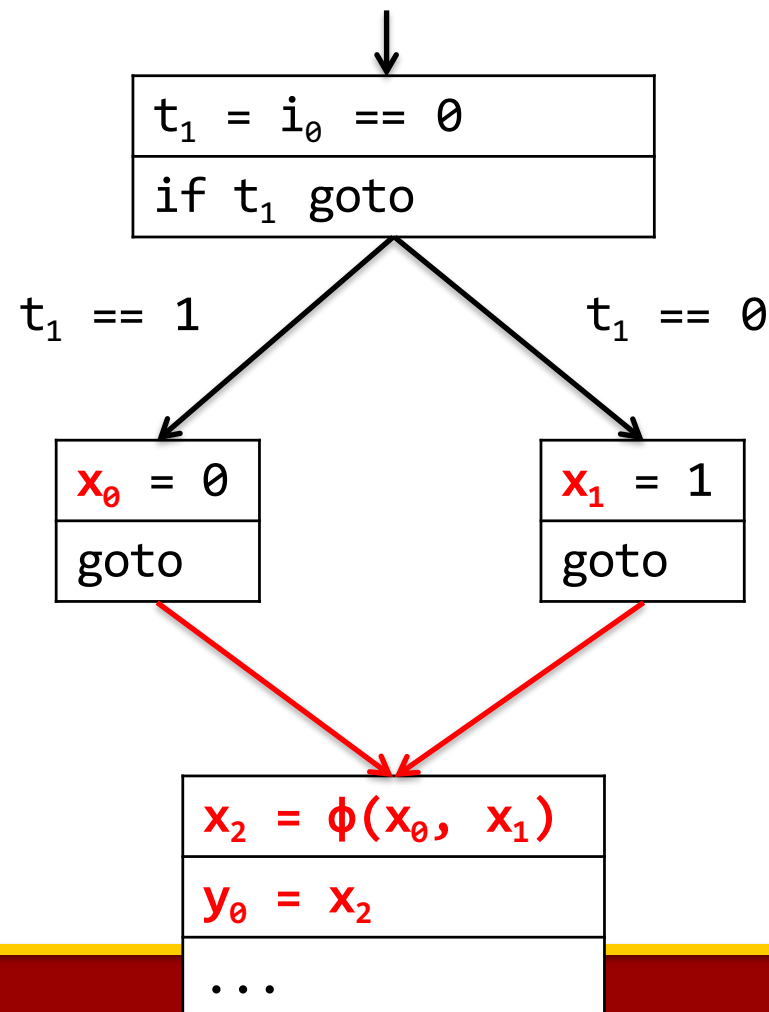 t₁ = i₀ == 0
if t₁ goto
t₁ == 1
t₁ == 0
x₀ = 0
goto
x₁ = 1
goto
x₂ = ϕ(x₀, x₁)
y₀ = x₂
...